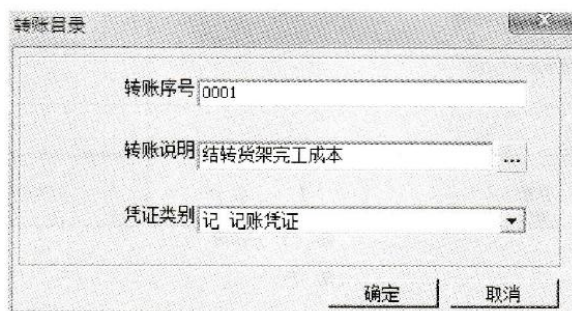 转账目录
转账序号 0001
转账说明 结转货架完工成本 ...
凭证类别 记 记账凭证
确定 取消